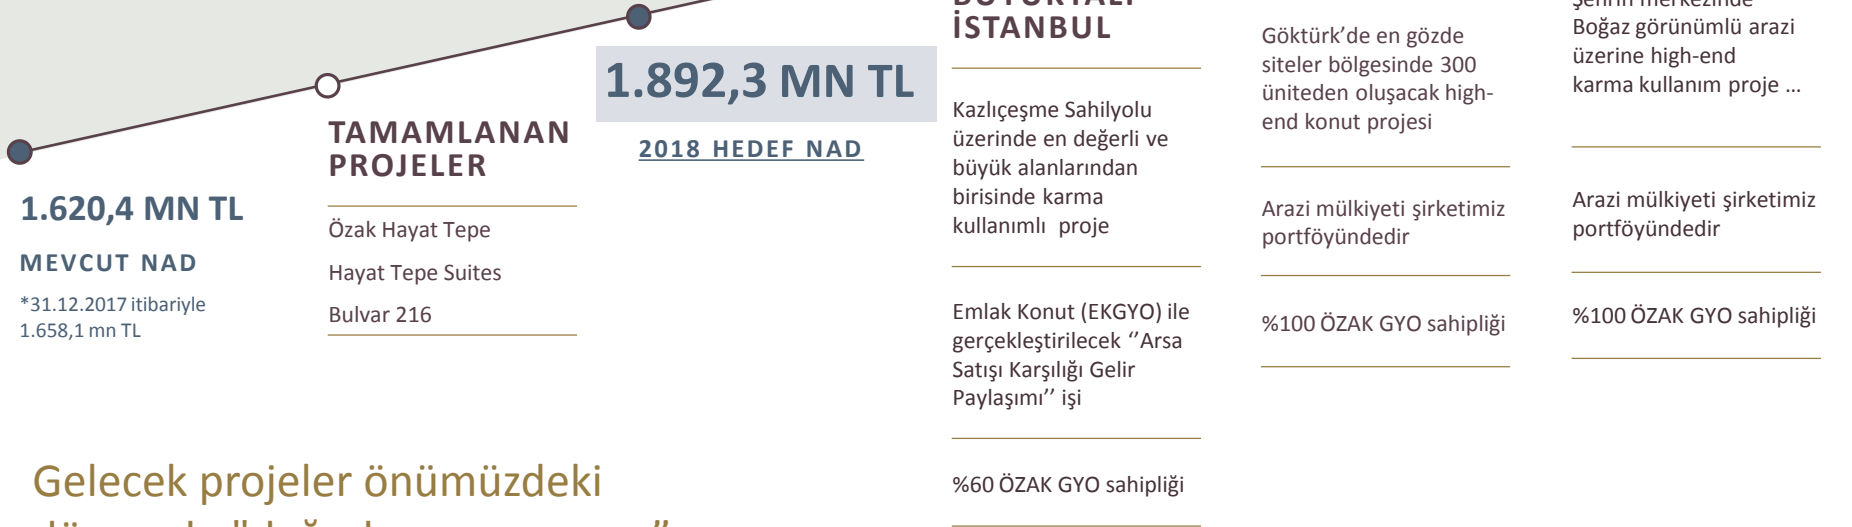 1.620,4 MN TL
MEVCUT NAD
*31.12.2017 itibariyle
1.658,1 mn TL
TAMAMLANAN
PROJELER
Özak Hayat Tepe
Hayat Tepe Suites
Bulvar 216
1.892,3 MN TL
2018 HEDEF NAD
BÜYÜKYALI
İSTANBUL
Kazlıçeşme Sahilyolu
üzerinde en değerli ve
büyük alanlarından
birisinde karma
kullanımlı proje
Emlak Konut (EKGYO) ile
gerçekleştirilecek ‘’Arsa
Satışı Karşılığı Gelir
Paylaşımı’’ işi
%60 ÖZAK GYO sahipliği
Göktürk’de en gözde
siteler bölgesinde 300
üniteden oluşacak high-
end konut projesi
Arazi mülkiyeti şirketimiz
portföyündedir
%100 ÖZAK GYO sahipliği
Şehrin merkezinde
Boğaz görünümlü arazi
üzerine high-end
karma kullanım proje …
Arazi mülkiyeti şirketimiz
portföyündedir
%100 ÖZAK GYO sahipliği
Gelecek projeler önümüzdeki